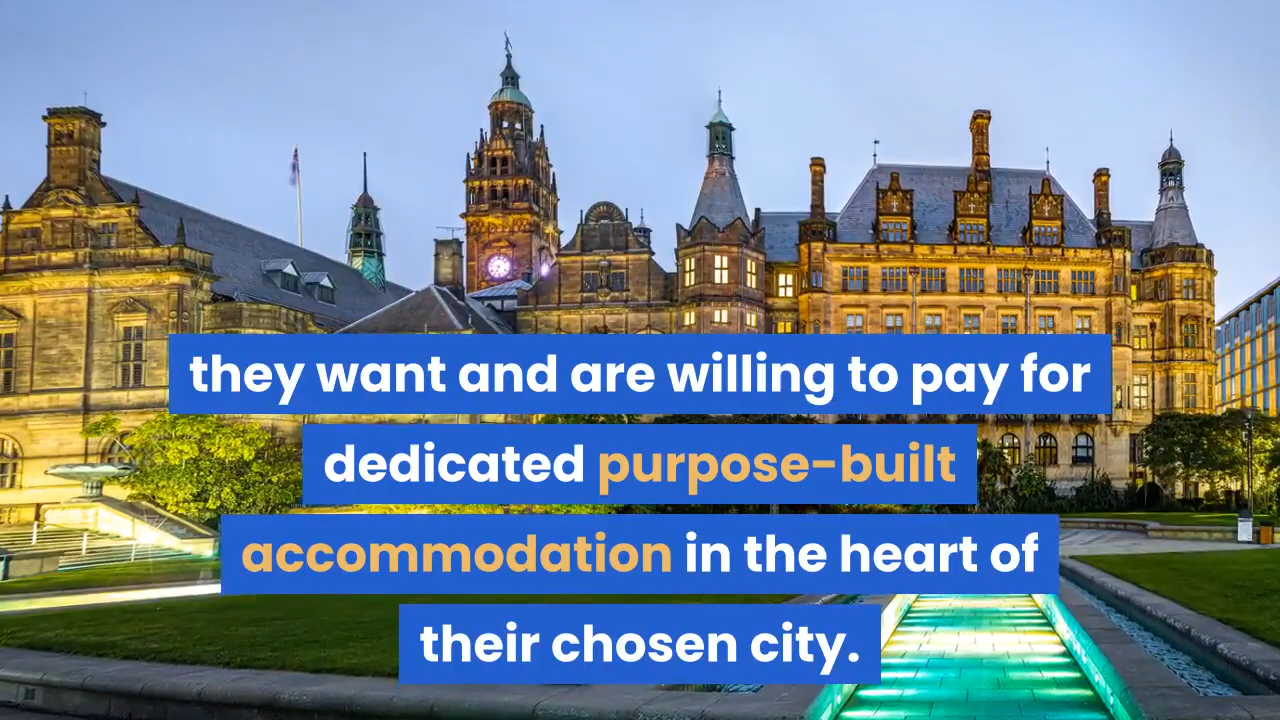 they want and are willing to pay for
dedicated purpose-built
accommodation in the heart of
their chosen city.